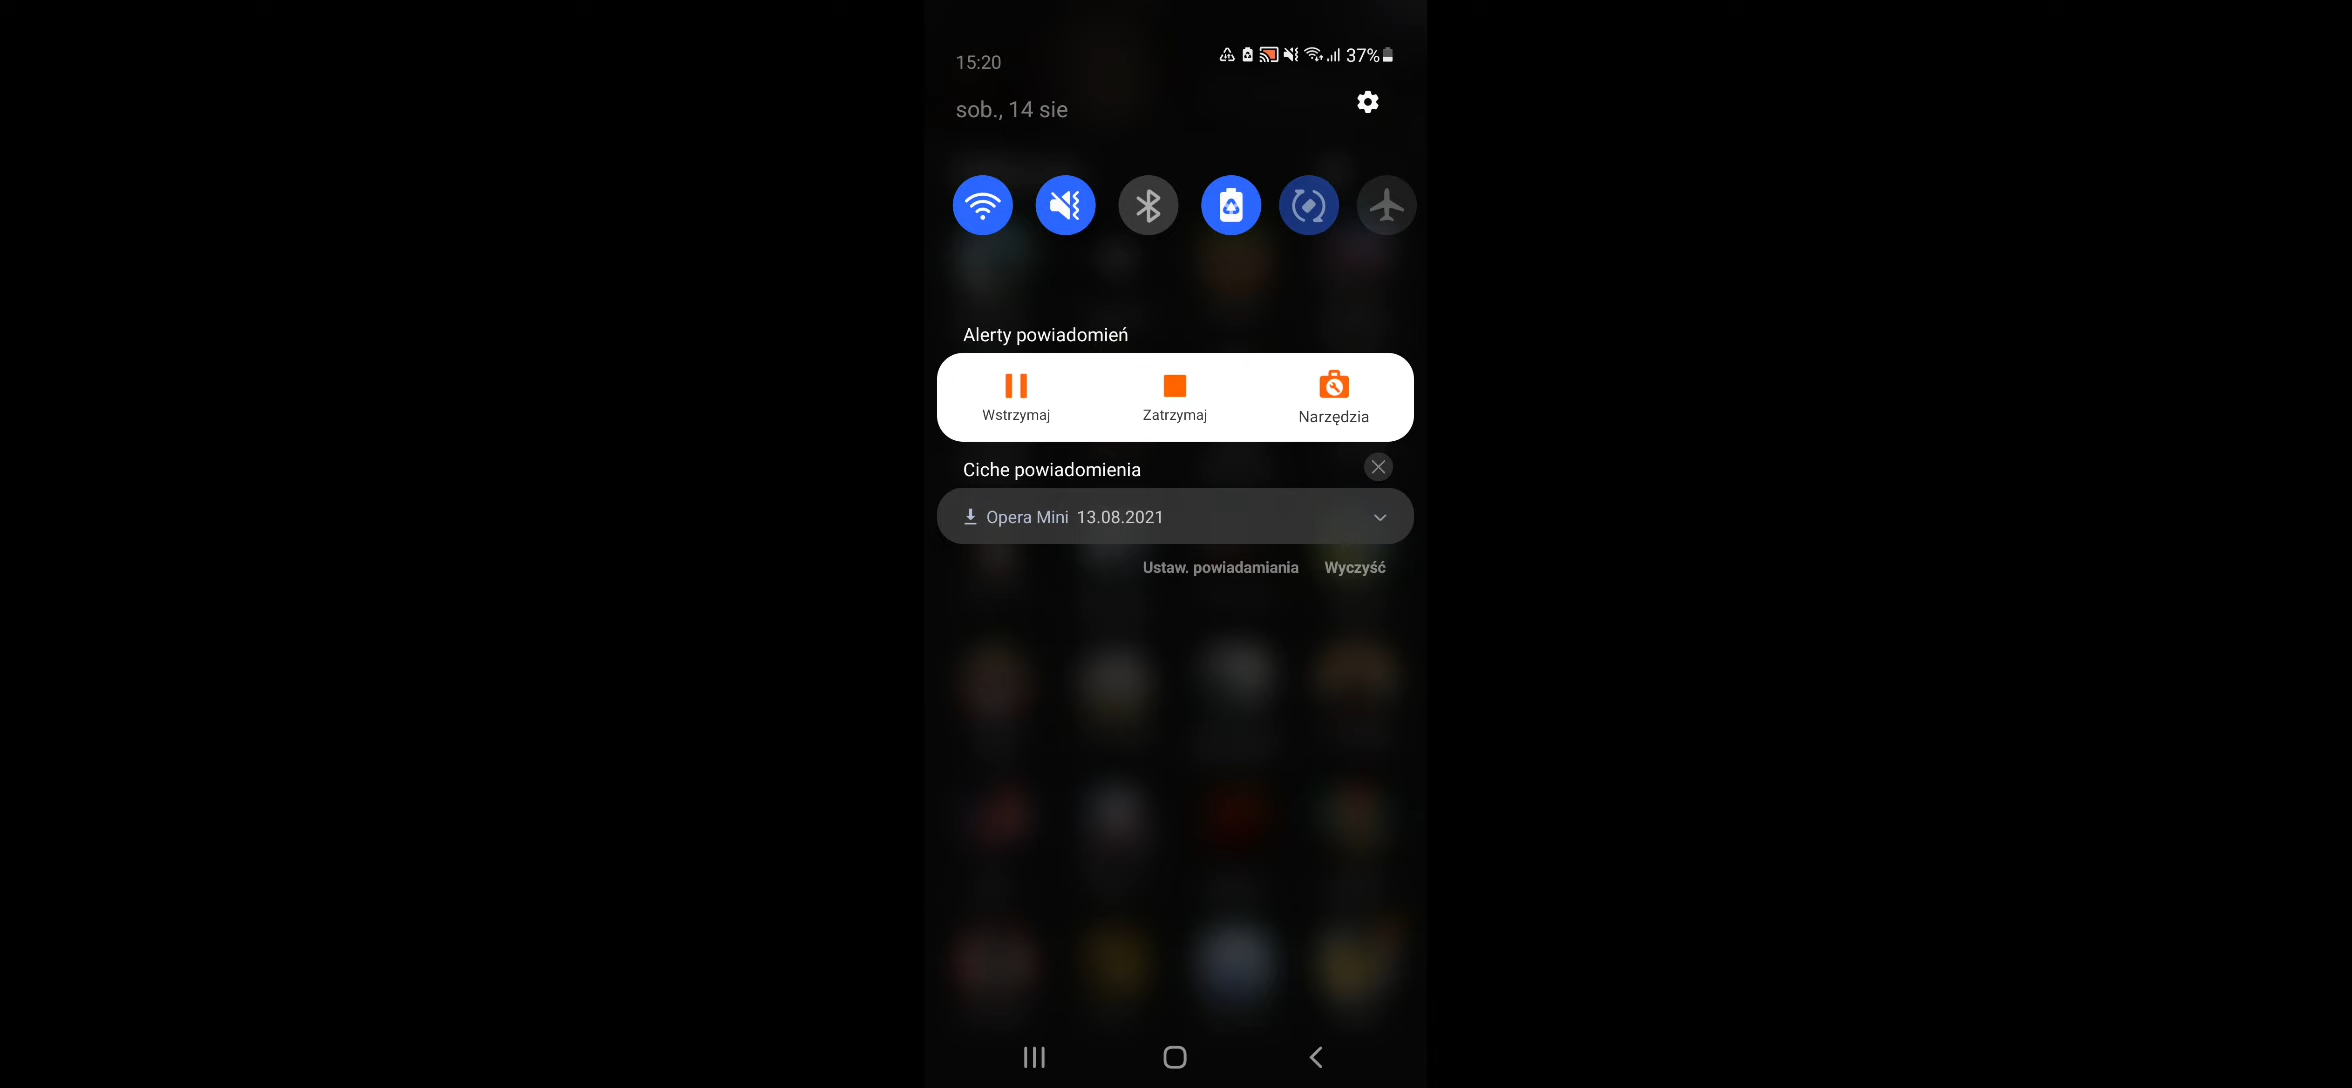 15:20
37%
sob., 14 sie
Alerty powiadomień
Wstrzymaj
Zatrzymaj
Narzędzia
Ciche powiadomienia
Opera Mini 13.08.2021
Ustaw. powiadamiania
Wyczyść